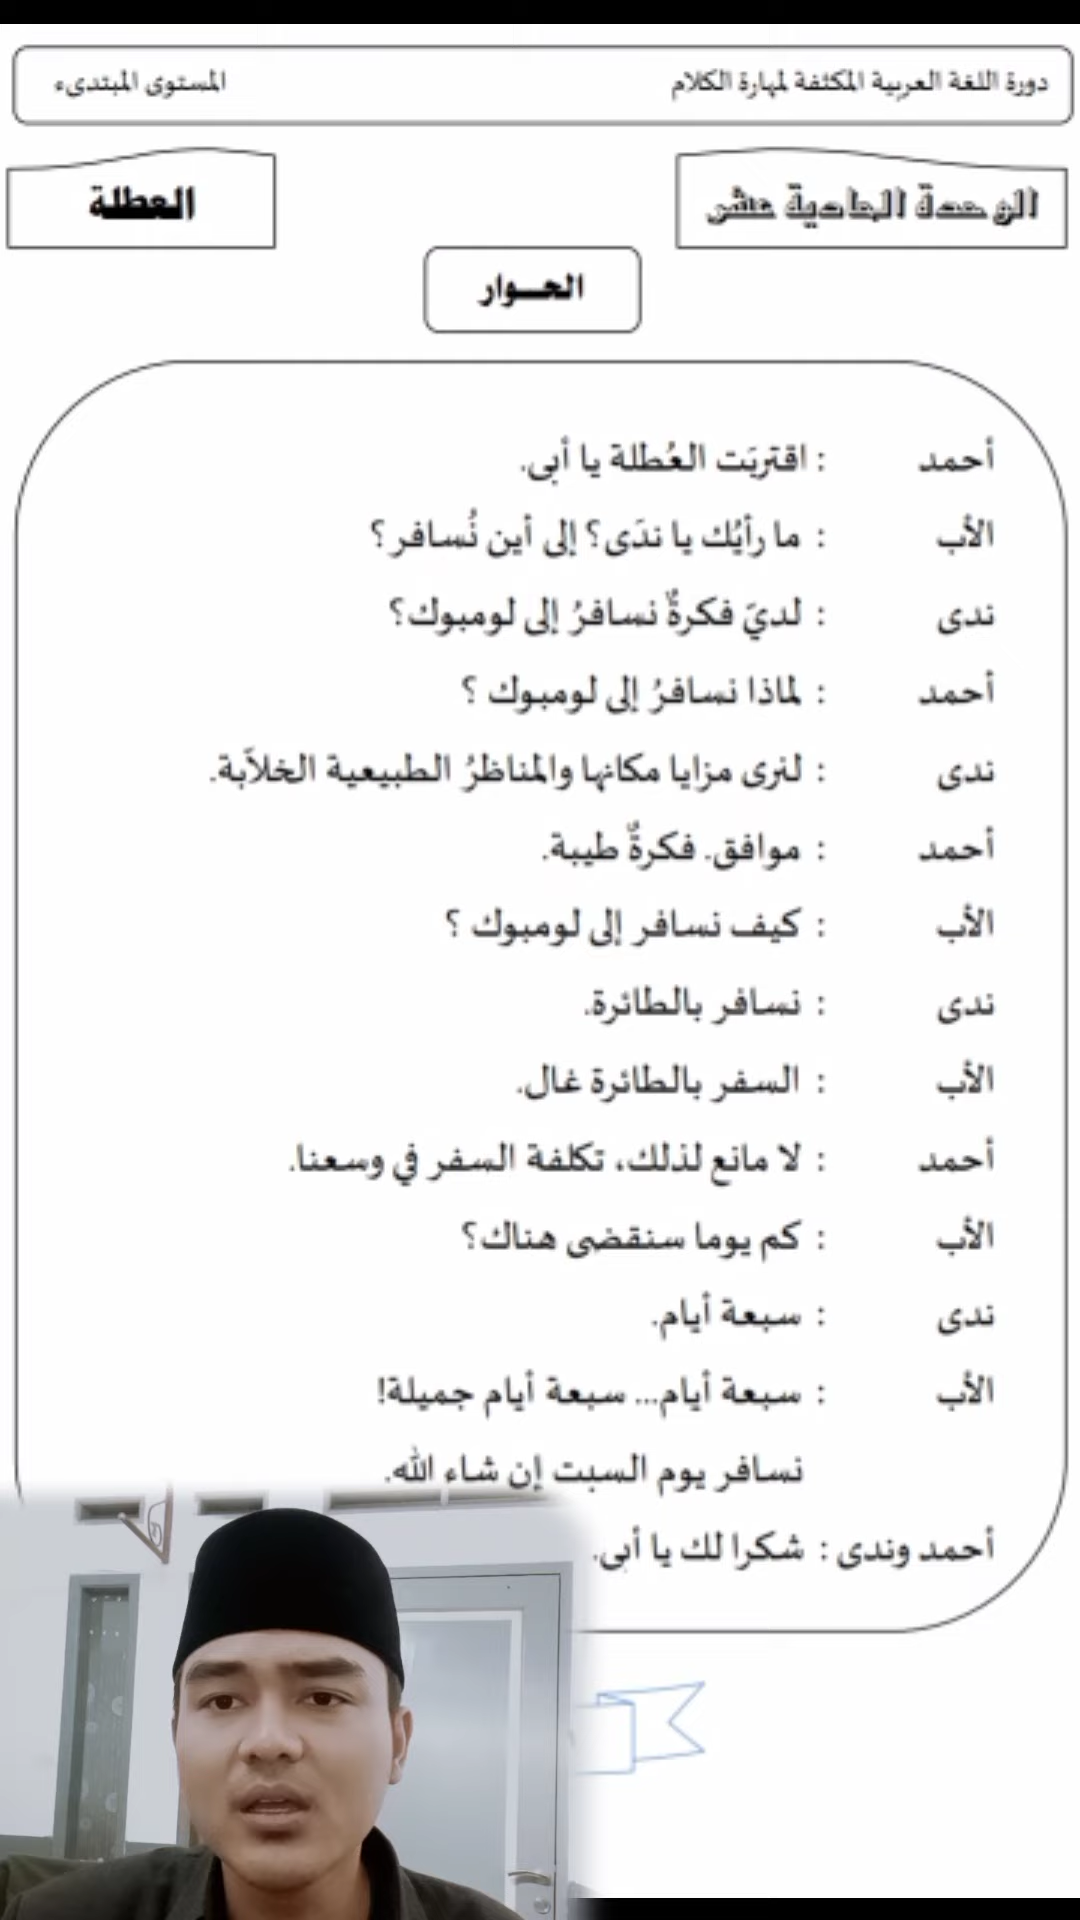 دورة اللغة العربية المكثفة لمهارة الكلام
المستوى المبتدىء
الوحدة الحادية عشر
العطلة
الحوار
أحمد : اقتربَت العُطلة يا أبى.
الأب : ما رأيُك يا ندَى؟ إلى أين نُسافر؟
ندى : لديّ فكرةٌ نسافرُ إلى لومبوك؟
أحمد : لماذا نسافرُ إلى لومبوك ؟
ندى : لنرى مزايا مكانها والمناظرُ الطبيعية الخلاّبة.
أحمد : موافق. فكرةٌ طيبة.
الأب : كيف نسافر إلى لومبوك ؟
ندى : نسافر بالطائرة.
الأب : السفر بالطائرة غال.
أحمد : لا مانع لذلك، تكلفة السفر في وسعنا.
الأب : كم يوما سنقضى هناك؟
ندى : سبعة أيام.
الأب : سبعة أيام... سبعة أيام جميلة!
نسافر يوم السبت إن شاء الله.
أحمد وندى : شكرا لك يا أبى.